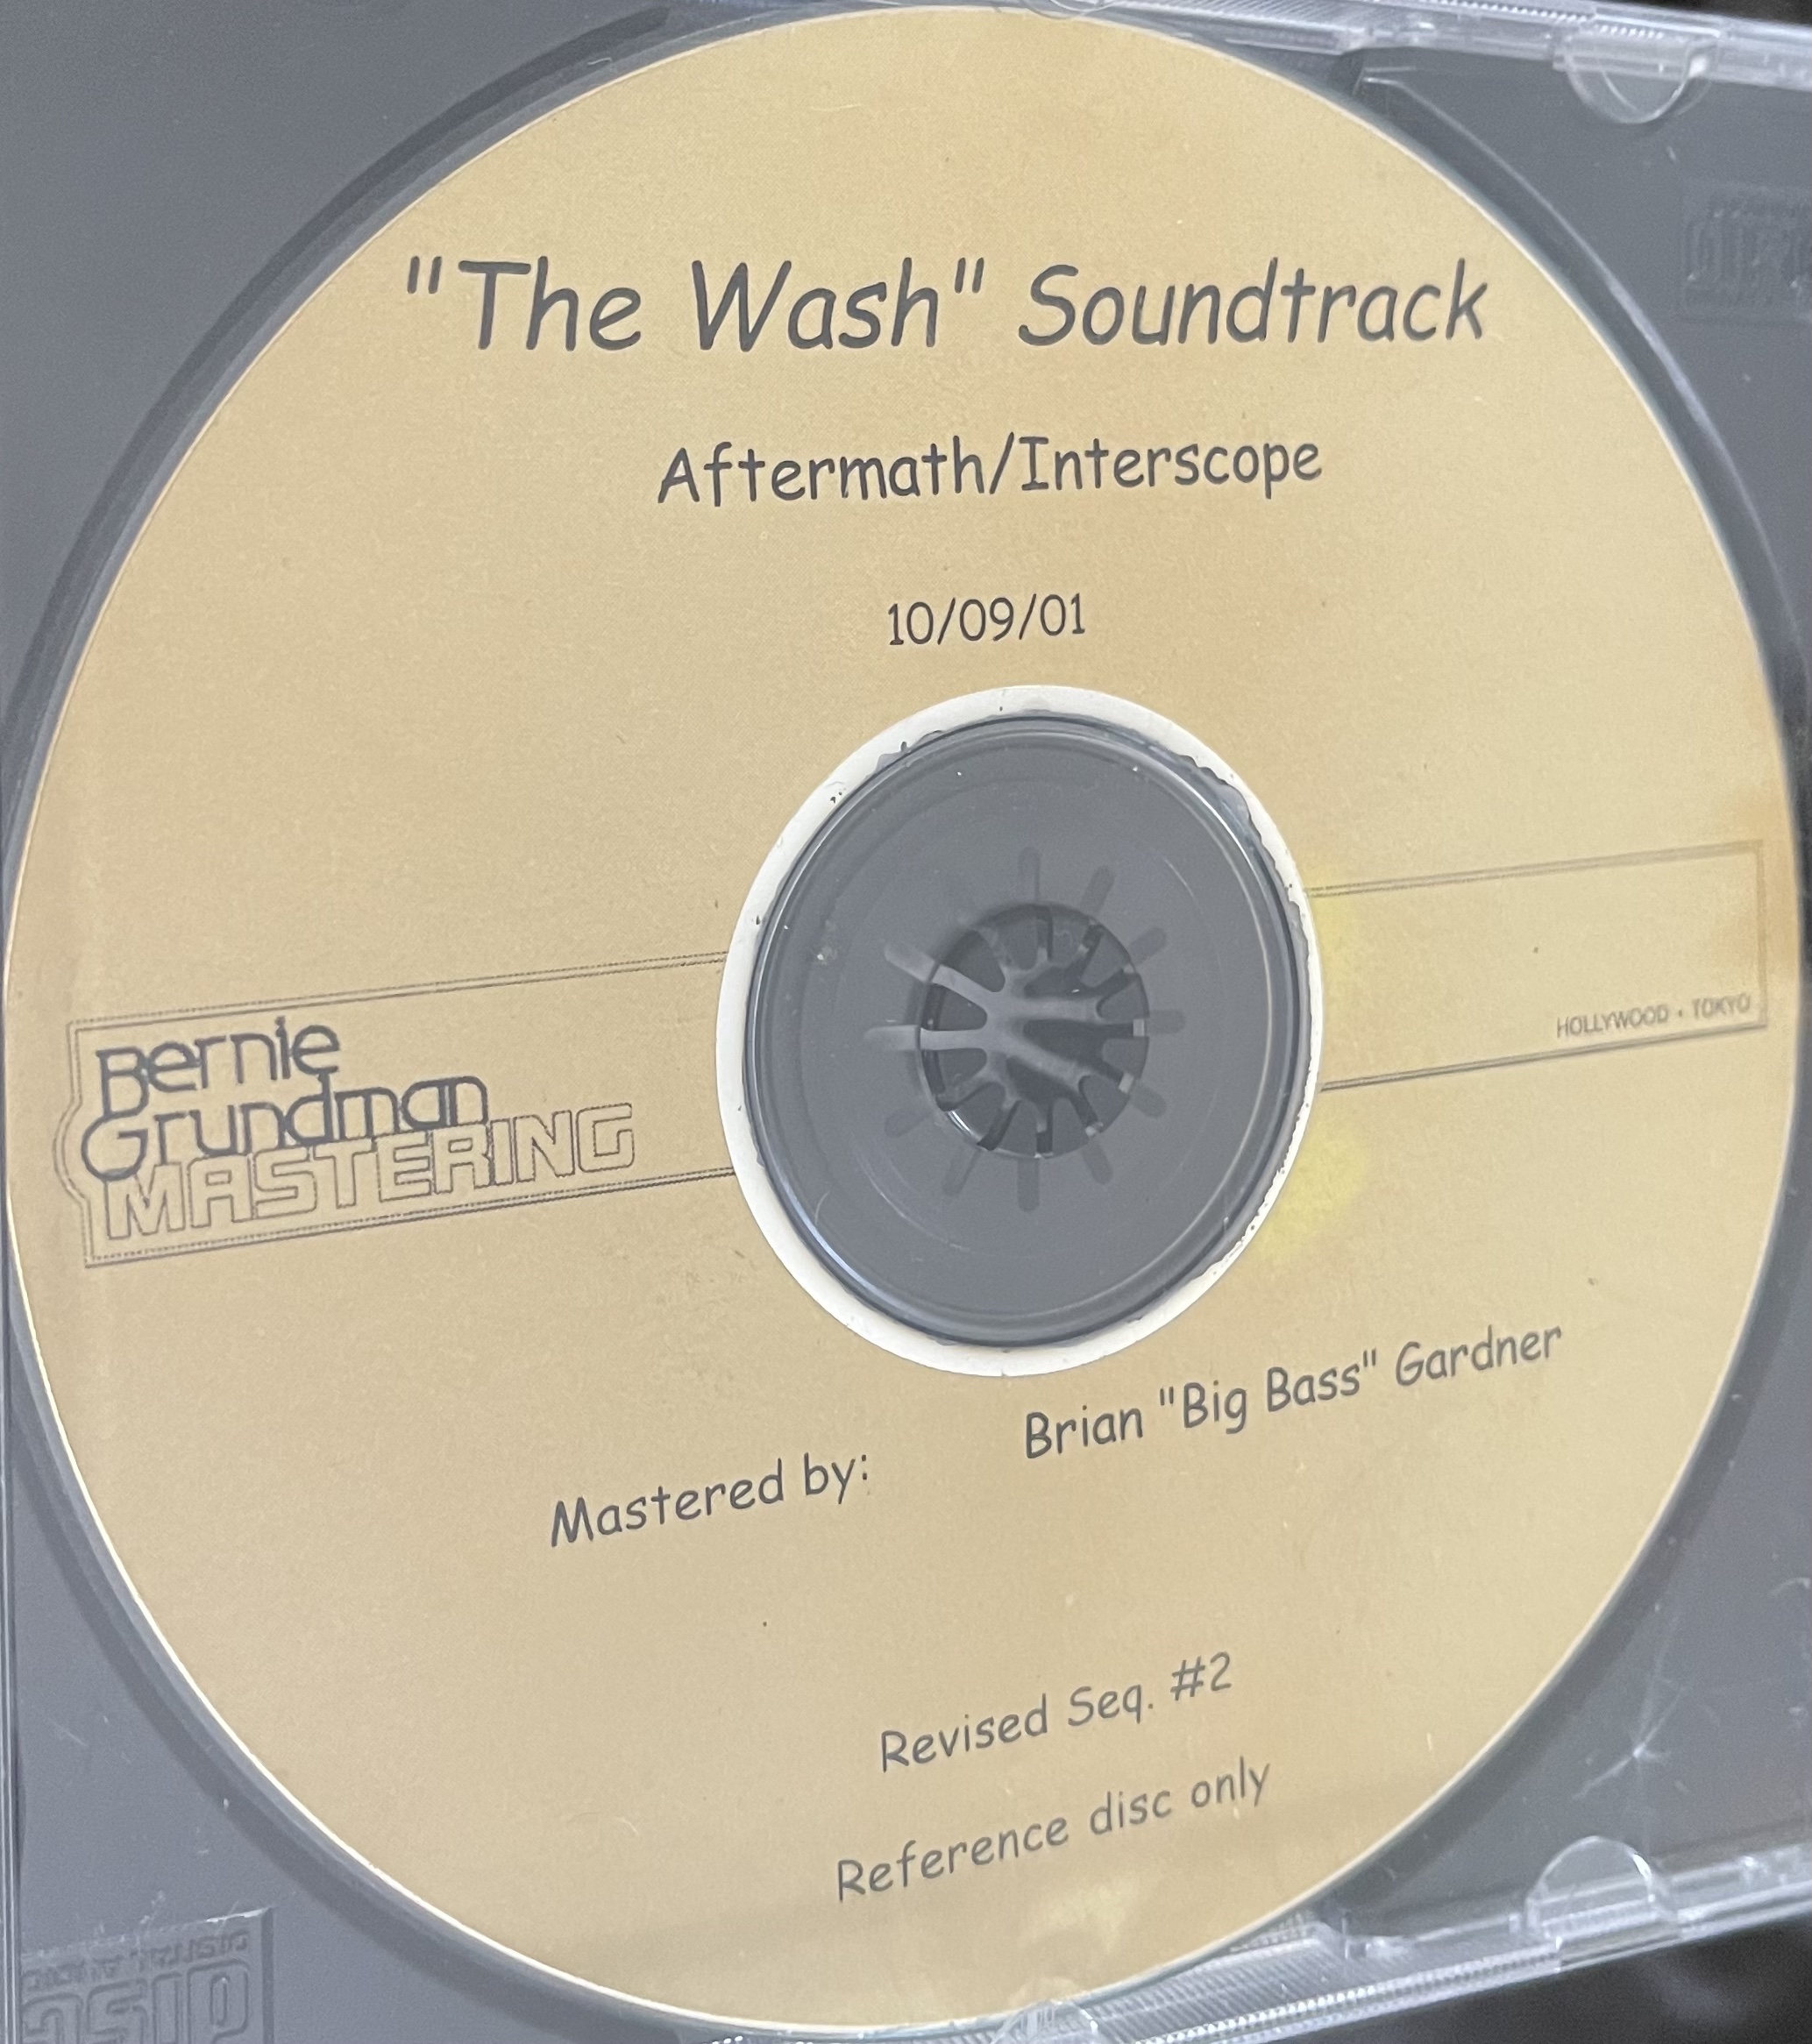 "The Wash" Soundtrack
Aftermath/Interscope
10/09/01
Bernie
Grundman
MASTERING
HOLLYWOOD • TOKYO
Mastered by: Brian "Big Bass" Gardner
Revised Seq. #2
Reference disc only